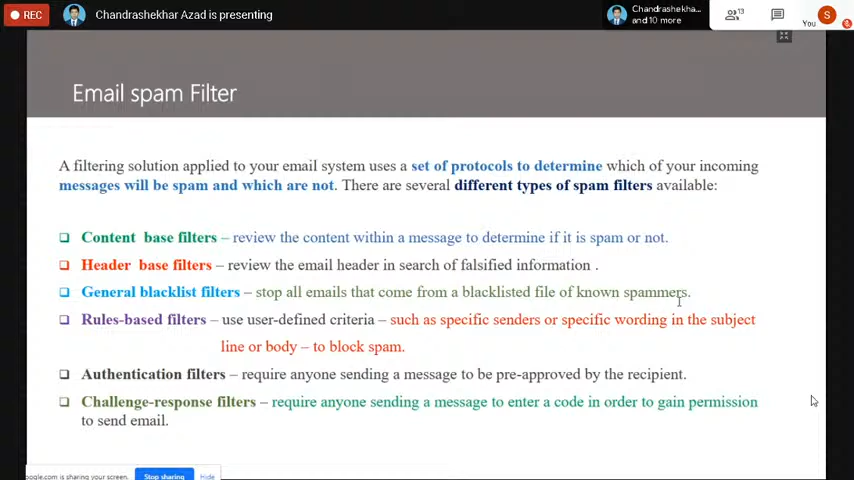 REC
Chandrashekhar Azad is presenting
Chandrashekha...
and 10 more
13
You
S
Email spam Filter
A filtering solution applied to your email system uses a set of protocols to determine which of your incoming
messages will be spam and which are not. There are several different types of spam filters available:
Content base filters – review the content within a message to determine if it is spam or not.
Header base filters – review the email header in search of falsified information .
General blacklist filters – stop all emails that come from a blacklisted file of known spammers.
Rules-based filters – use user-defined criteria – such as specific senders or specific wording in the subject
line or body – to block spam.
Authentication filters – require anyone sending a message to be pre-approved by the recipient.
Challenge-response filters – require anyone sending a message to enter a code in order to gain permission
to send email.
oogle.com is sharing your screen.
Stop sharing
Hide